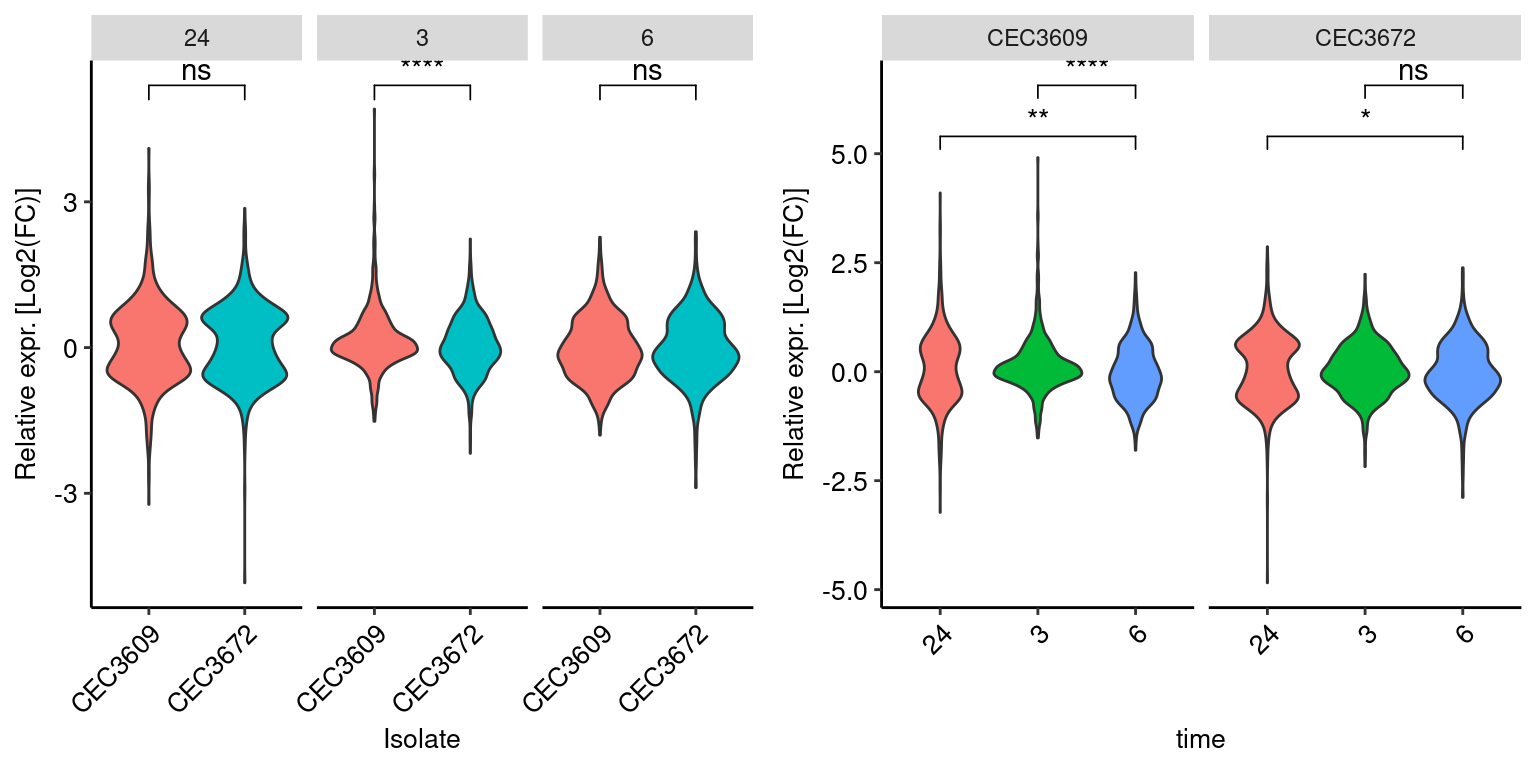 24 3 6
ns **** ns
Relative expr. [Log2(FC)]
3
0
-3
CEC3609 CEC3672 CEC3609 CEC3672 CEC3609 CEC3672
Isolate
CEC3609 CEC3672
**** ns
** *
Relative expr. [Log2(FC)]
5.0
2.5
0.0
-2.5
-5.0
24 3 6 24 3 6
time